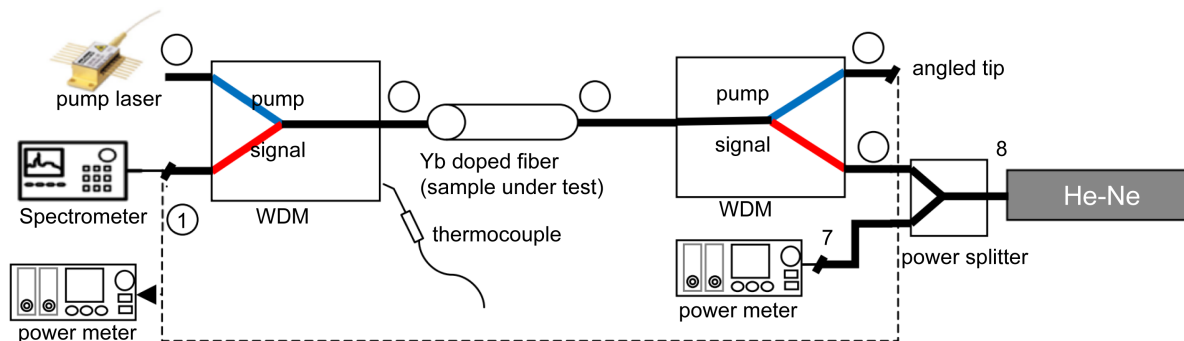 pump laser
pump
signal
WDM
Spectrometer
1
power meter
Yb doped fiber
(sample under test)
thermocouple
pump
signal
WDM
angled tip
8
He-Ne
7
power splitter
power meter